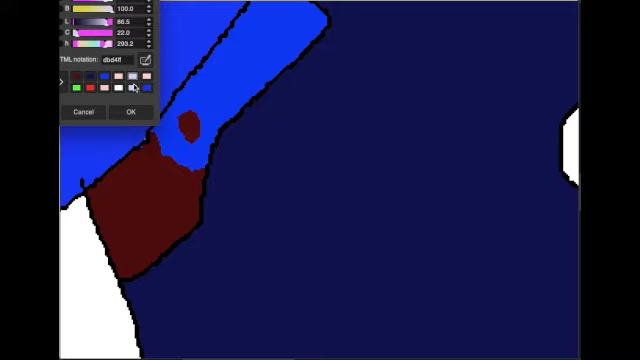 B 100.0
L 86.5
C 22.0
h 293.2
TML notation: dbd4ff
Cancel OK